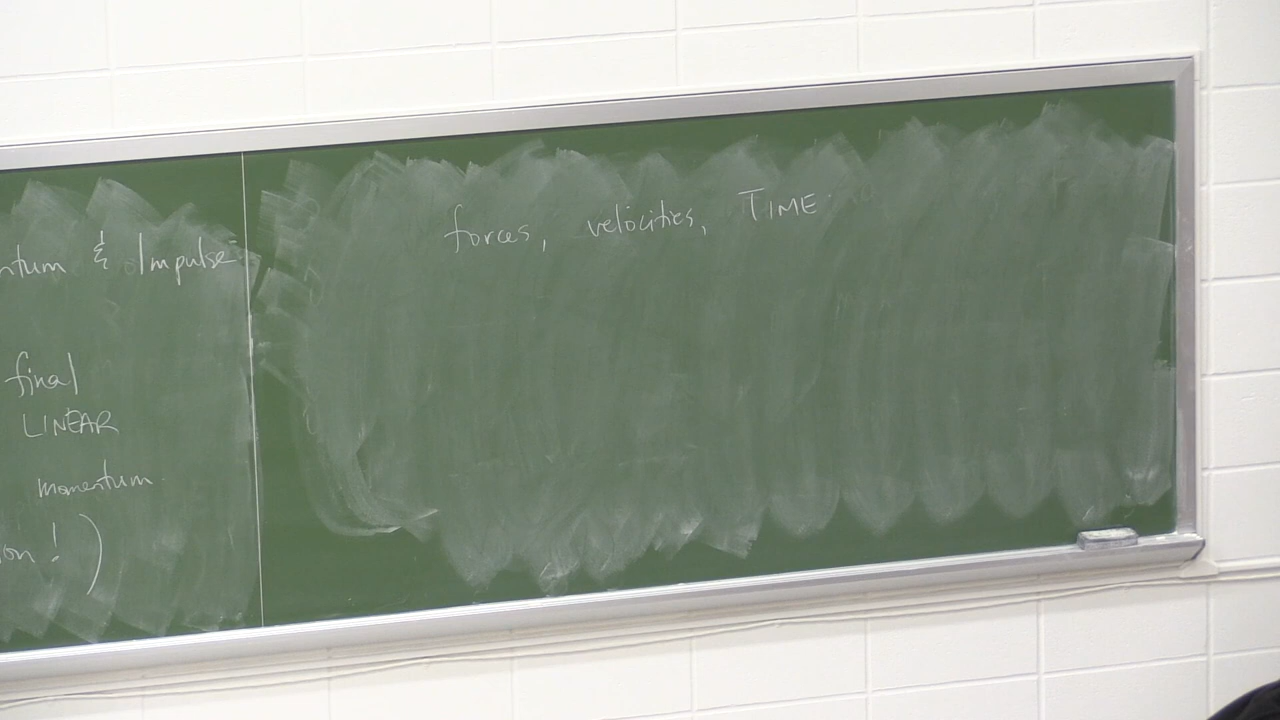 ntum & Impulse
final
LINEAR
momentum
on! )
forces, velocities, TIME